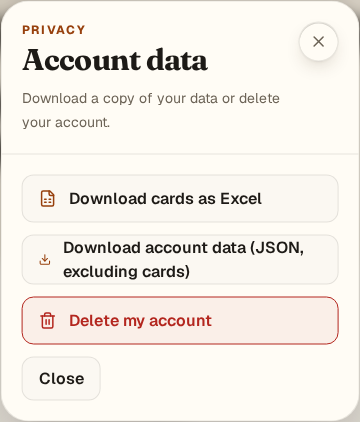 PRIVACY
Account data
Download a copy of your data or delete
your account.
Download cards as Excel
Download account data (JSON,
excluding cards)
Delete my account
Close